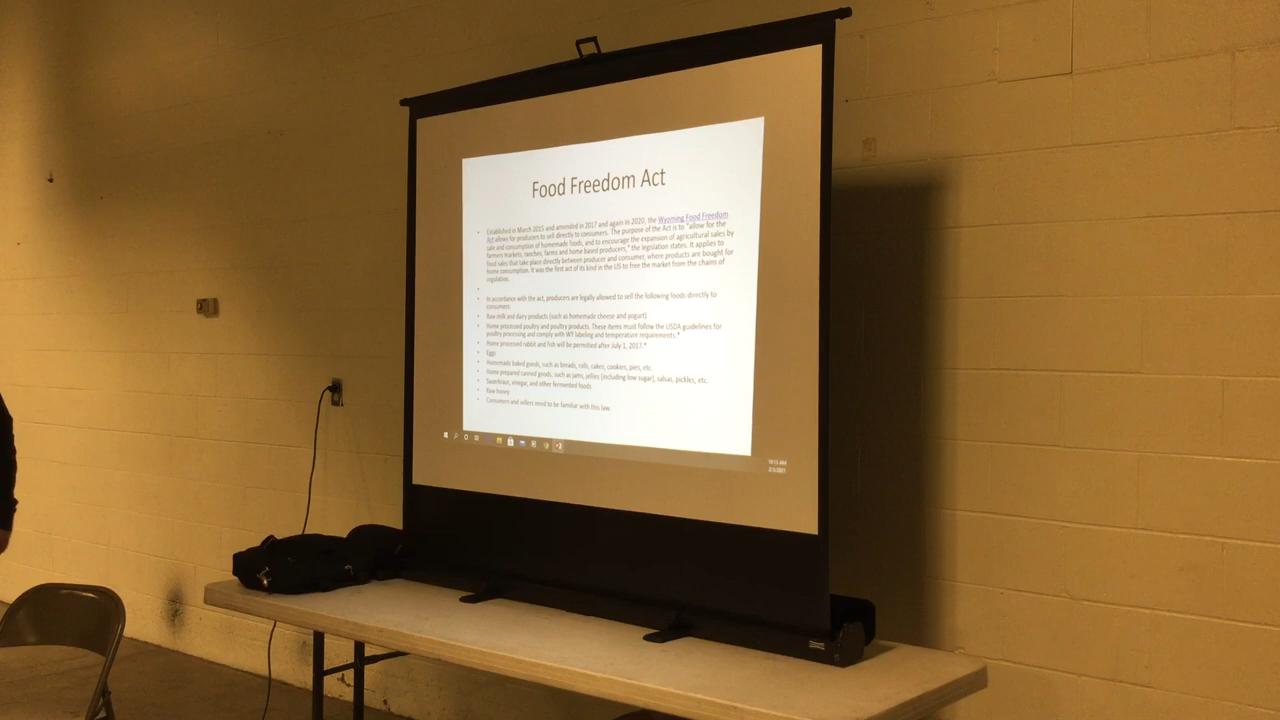 Food Freedom Act
• Established in March 2015 and amended in 2017 and again in 2020, the Wyoming Food Freedom
Act allows for producers to sell directly to consumers. The purpose of the Act is to "allow for the
sale and consumption of homemade foods, and to encourage the expansion of agricultural sales by
farmers markets, ranches, farms and home based producers," the legislation states. It applies to
food sales that take place directly between producer and consumer, where products are bought for
home consumption. It was the first act of its kind in the US to free the market from the chains of
regulation.
•
• In accordance with the act, producers are legally allowed to sell the following foods directly to
consumers:
• Raw milk and dairy products (such as homemade cheese and yogurt)
• Home processed poultry and poultry products. These items must follow the USDA guidelines for
poultry processing and comply with WY labeling and temperature requirements.*
• Home processed rabbit and fish will be permitted after July 1, 2017.*
• Eggs
• Homemade baked goods, such as breads, rolls, cakes, cookies, pies, etc.
• Home prepared canned goods, such as jams, jellies (including low sugar), salsas, pickles, etc.
• Sauerkraut, vinegar, and other fermented foods
• Raw honey
• Consumers and sellers need to be familiar with this law.